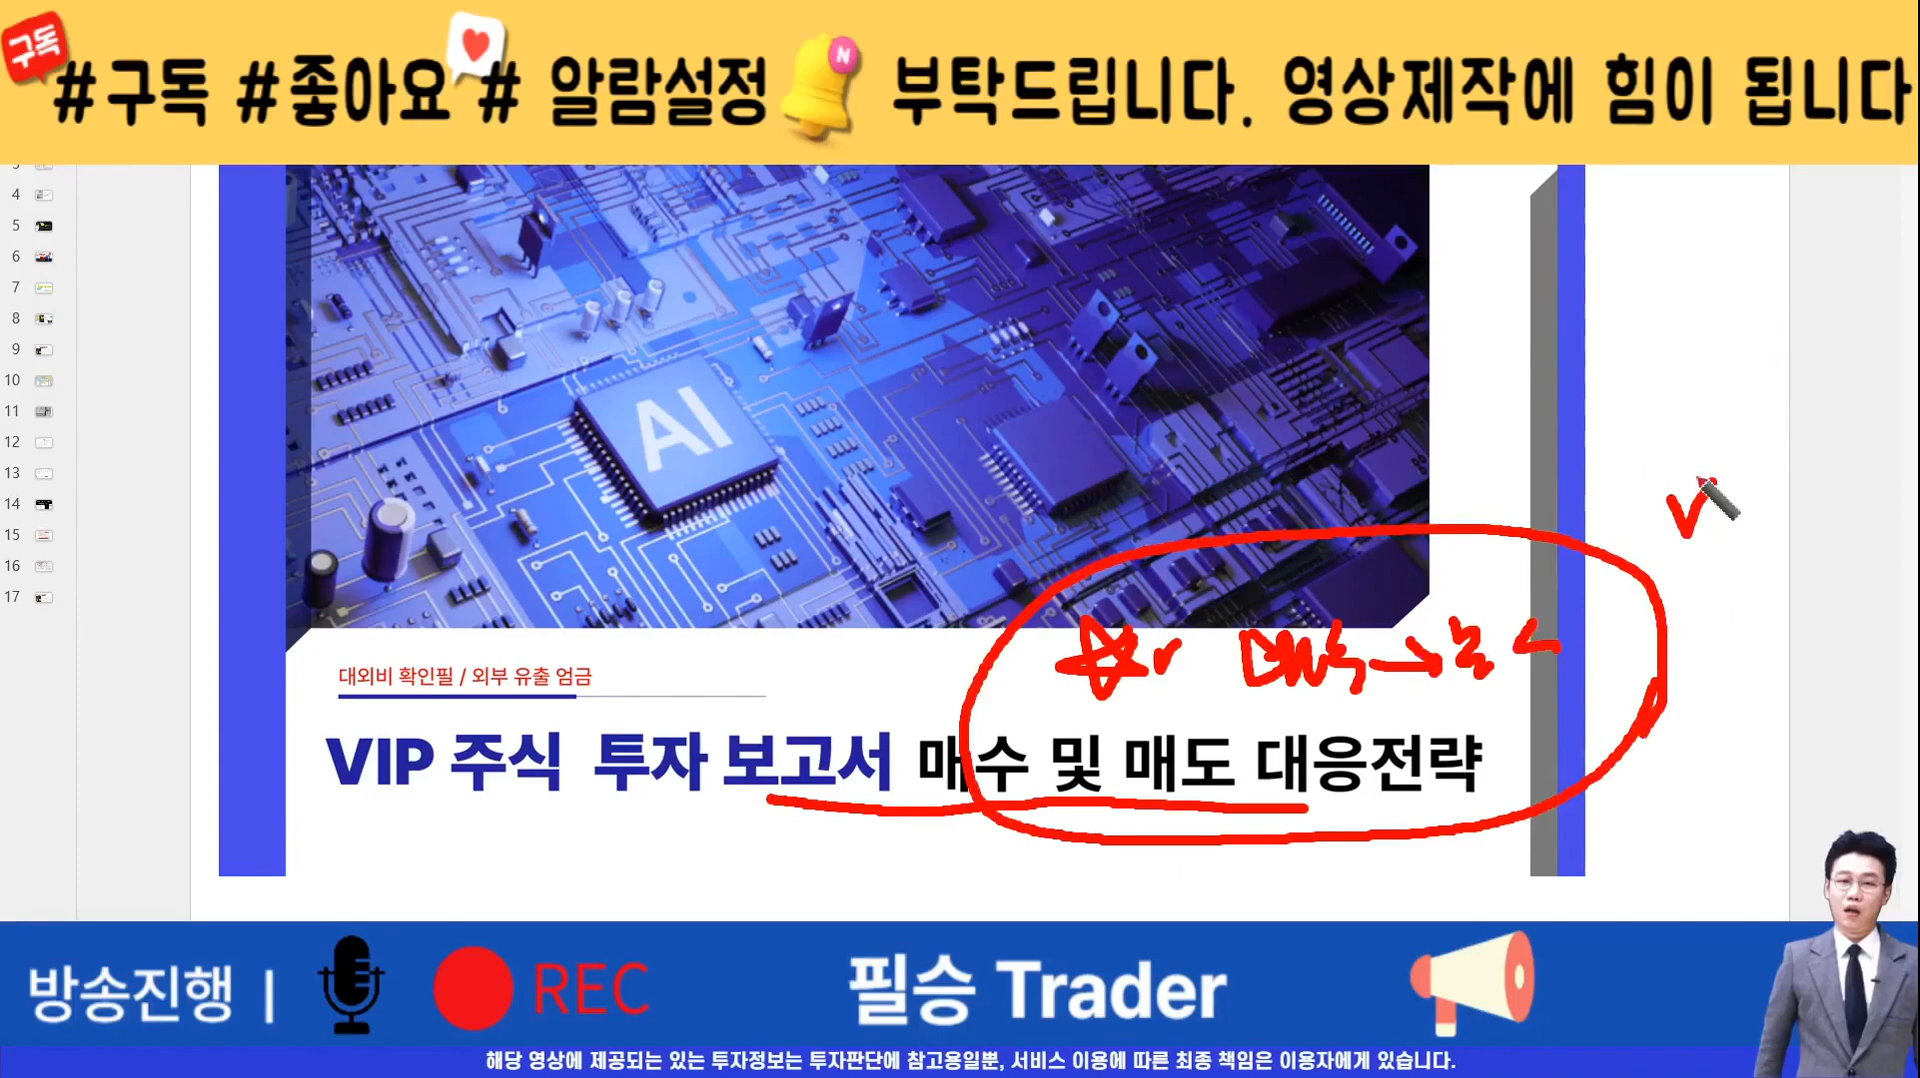 구독
#구독 #좋아요 # 알람설정 N 부탁드립니다. 영상제작에 힘이 됩니다
4
5
6
7
8
9
10
11
12
13
14
15
16
17
AI
대외비 확인필 / 외부 유출 엄금
VIP 주식 투자 보고서 매수 및 매도 대응전략
방송진행 | REC 필승 Trader
해당 영상에 제공되는 있는 투자정보는 투자판단에 참고용일뿐, 서비스 이용에 따른 최종 책임은 이용자에게 있습니다.